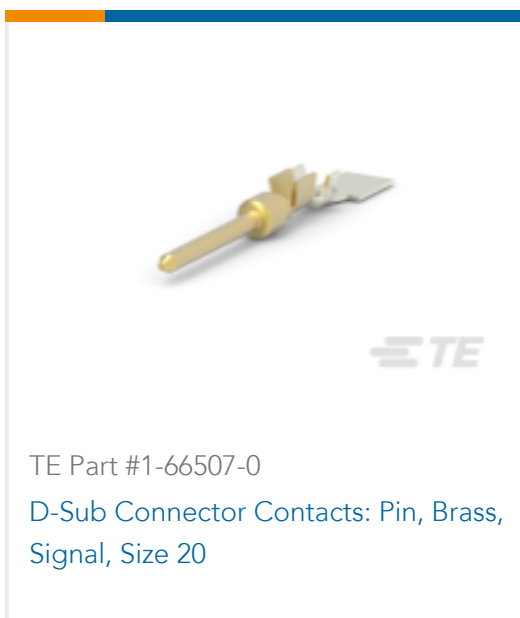 TE
TE Part #1-66507-0
D-Sub Connector Contacts: Pin, Brass,
Signal, Size 20